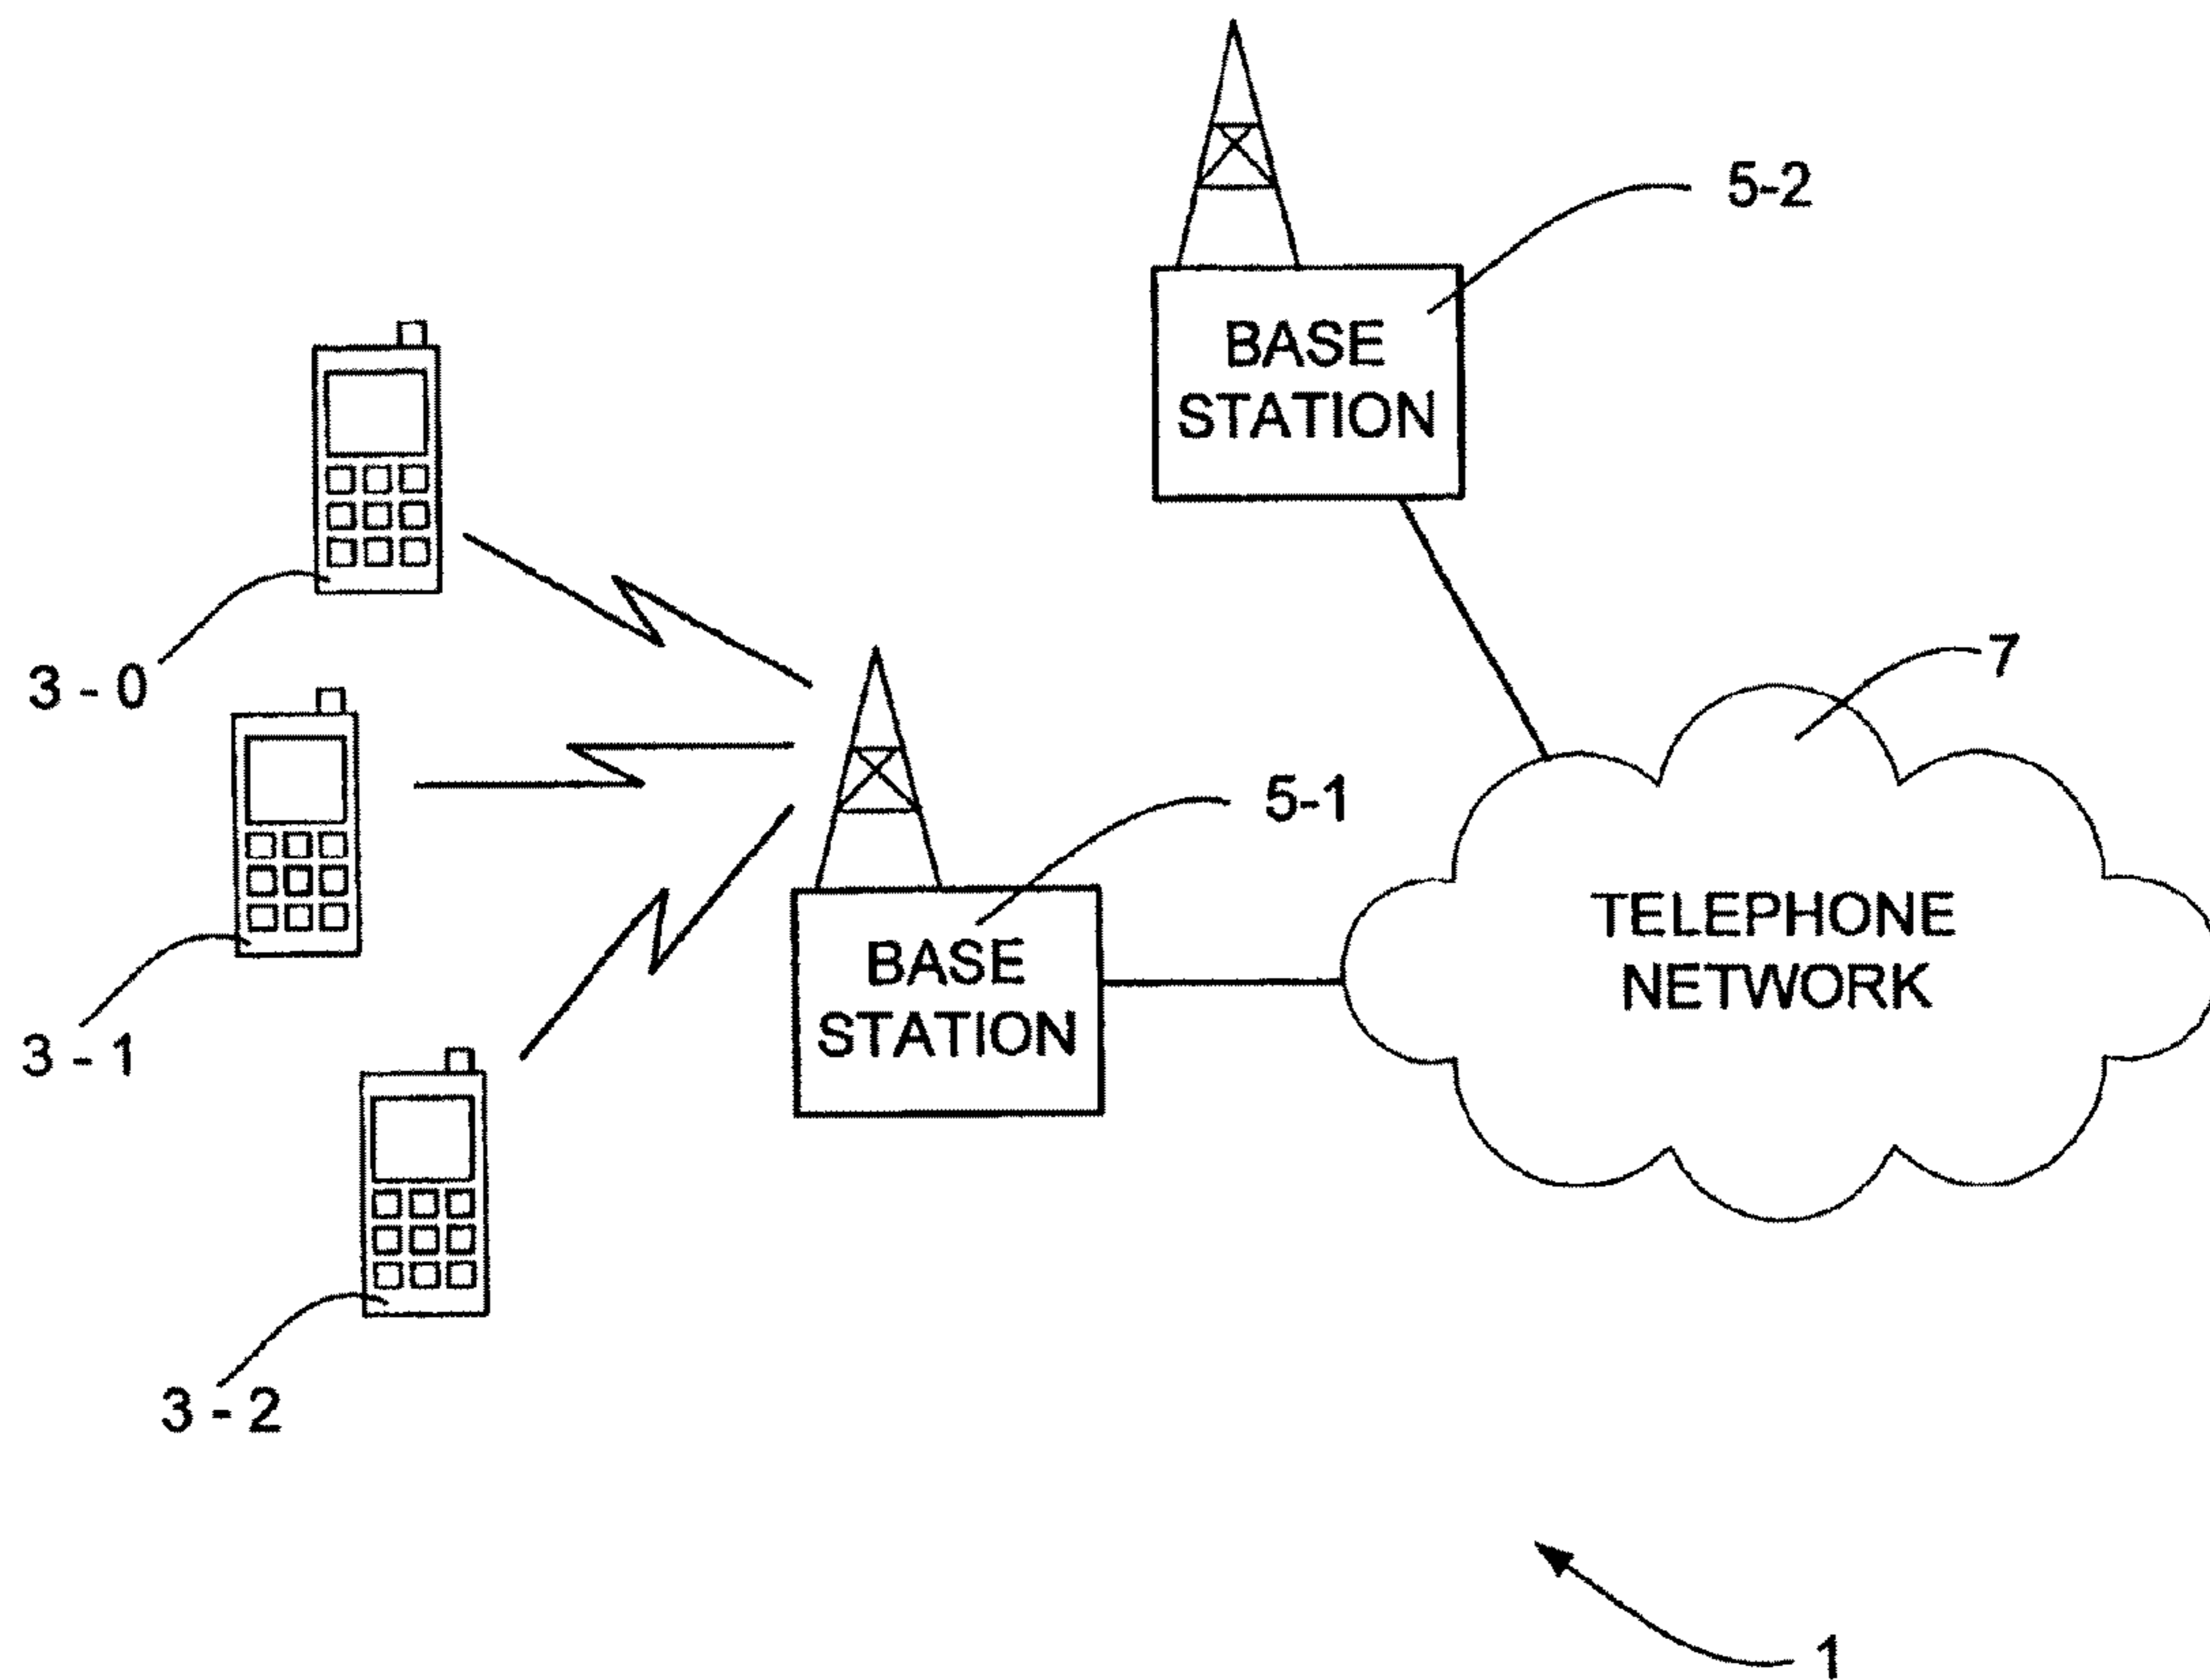 5-2
BASE
STATION
3 - 0
7
5-1
TELEPHONE
NETWORK
BASE
STATION
3 - 1
3 - 2
1